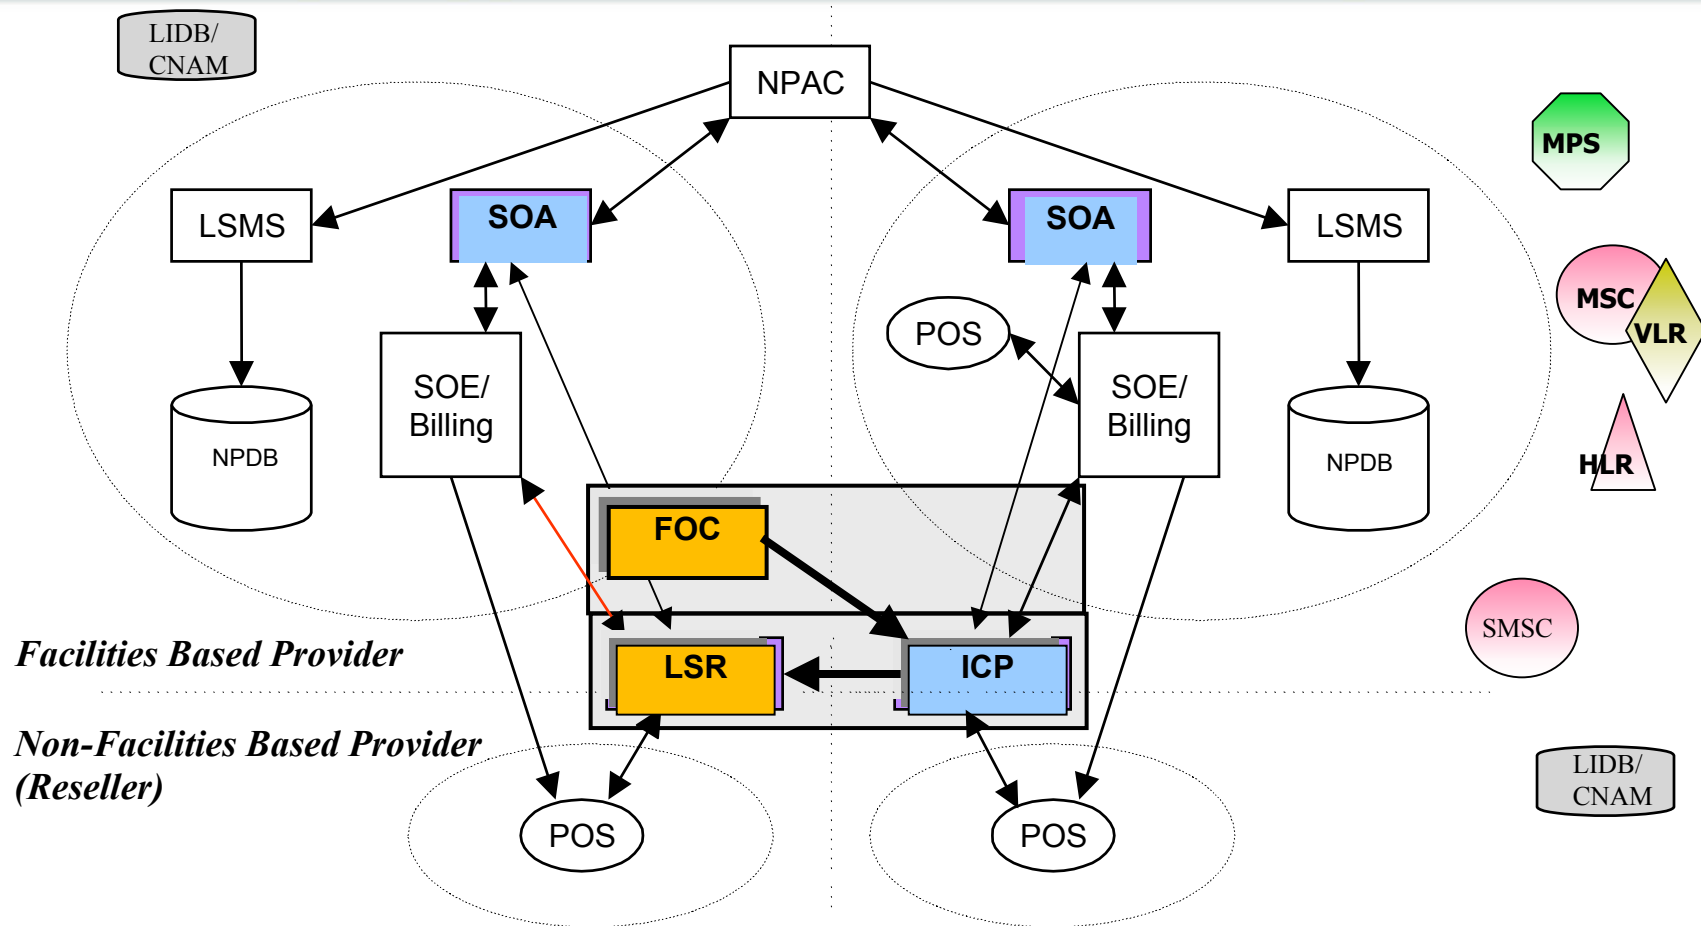 LIDB/
CNAM
NPAC
MPS
LSMS
SOA
SOA
LSMS
MSC
VLR
POS
SOE/
Billing
SOE/
Billing
NPDB
NPDB
HLR
FOC
SMSC
Facilities Based Provider
LSR
ICP
Non-Facilities Based Provider
(Reseller)
LIDB/
CNAM
POS
POS